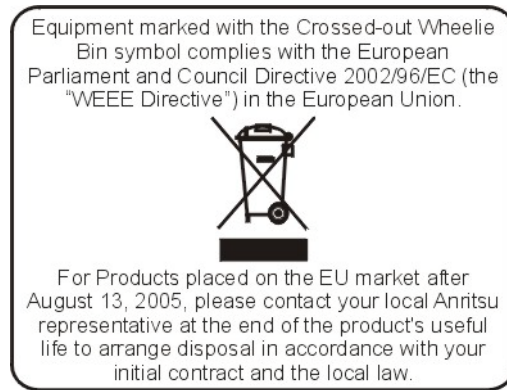 Equipment marked with the Crossed-out Wheelie
Bin symbol complies with the European
Parliament and Council Directive 2002/96/EC (the
“WEEE Directive”) in the European Union.
For Products placed on the EU market after
August 13, 2005, please contact your local Anritsu
representative at the end of the product's useful
life to arrange disposal in accordance with your
initial contract and the local law.